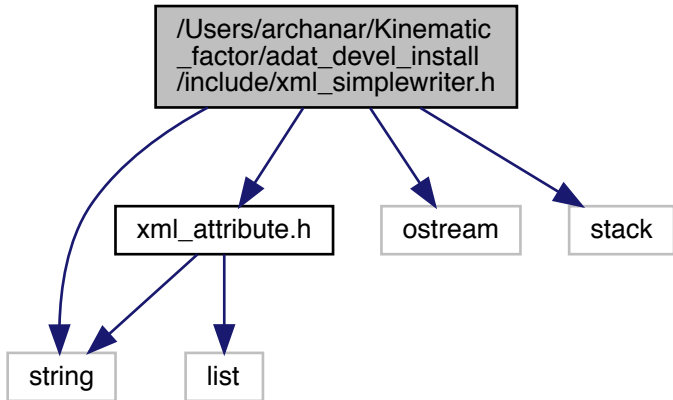 /Users/archanar/Kinematic
_factor/adat_devel_install
/include/xml_simplewriter.h
xml_attribute.h
ostream
stack
string
list